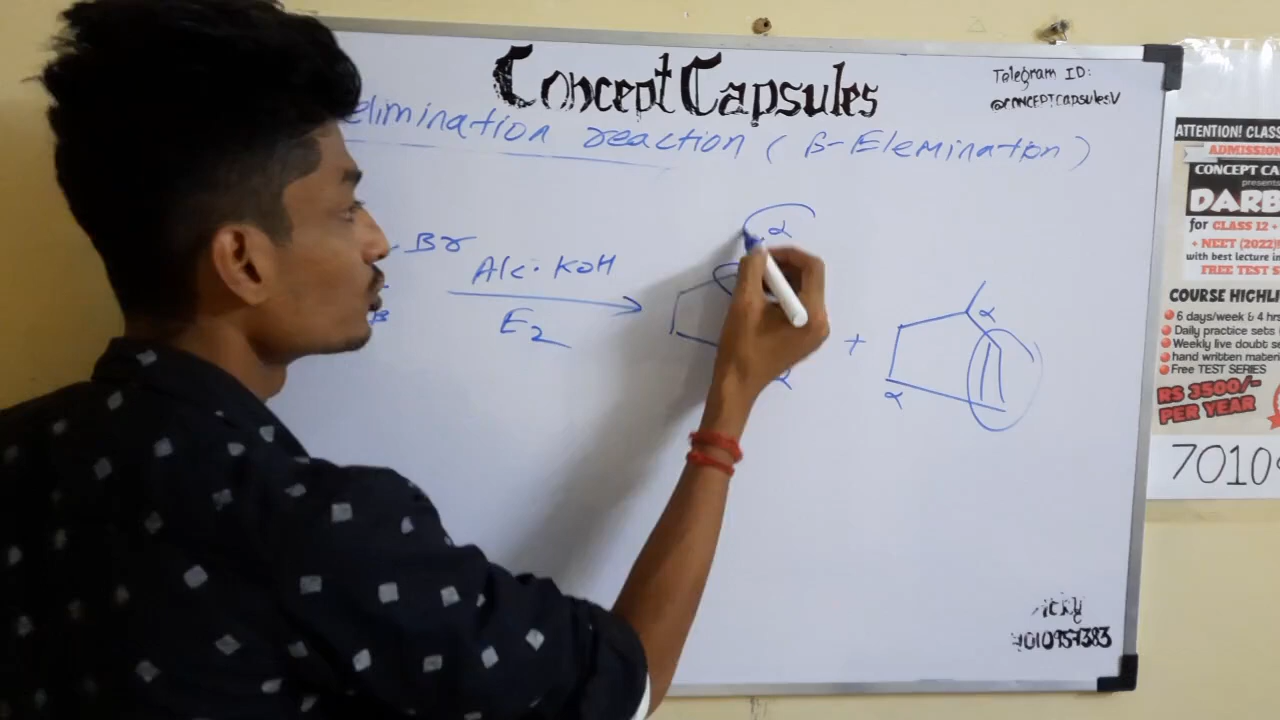 Concept Capsules
Telegram ID:
@CONCEPTCapsulesV
elimination reaction ( β-Elemination )
Br
Alc. KOH
E2
β
α
α
+
α
α
ATTENTION! CLASS
ADMISSION
CONCEPT CA
presents
DARB
for CLASS 12 +
+ NEET (2022)
with best lecture in
FREE TEST S
COURSE HIGHLI
6 days/week & 4 hrs
Daily practice sets
Weekly live doubt se
hand written mater
Free TEST SERIES
RS 3500/-
PER YEAR
7010
7010957383